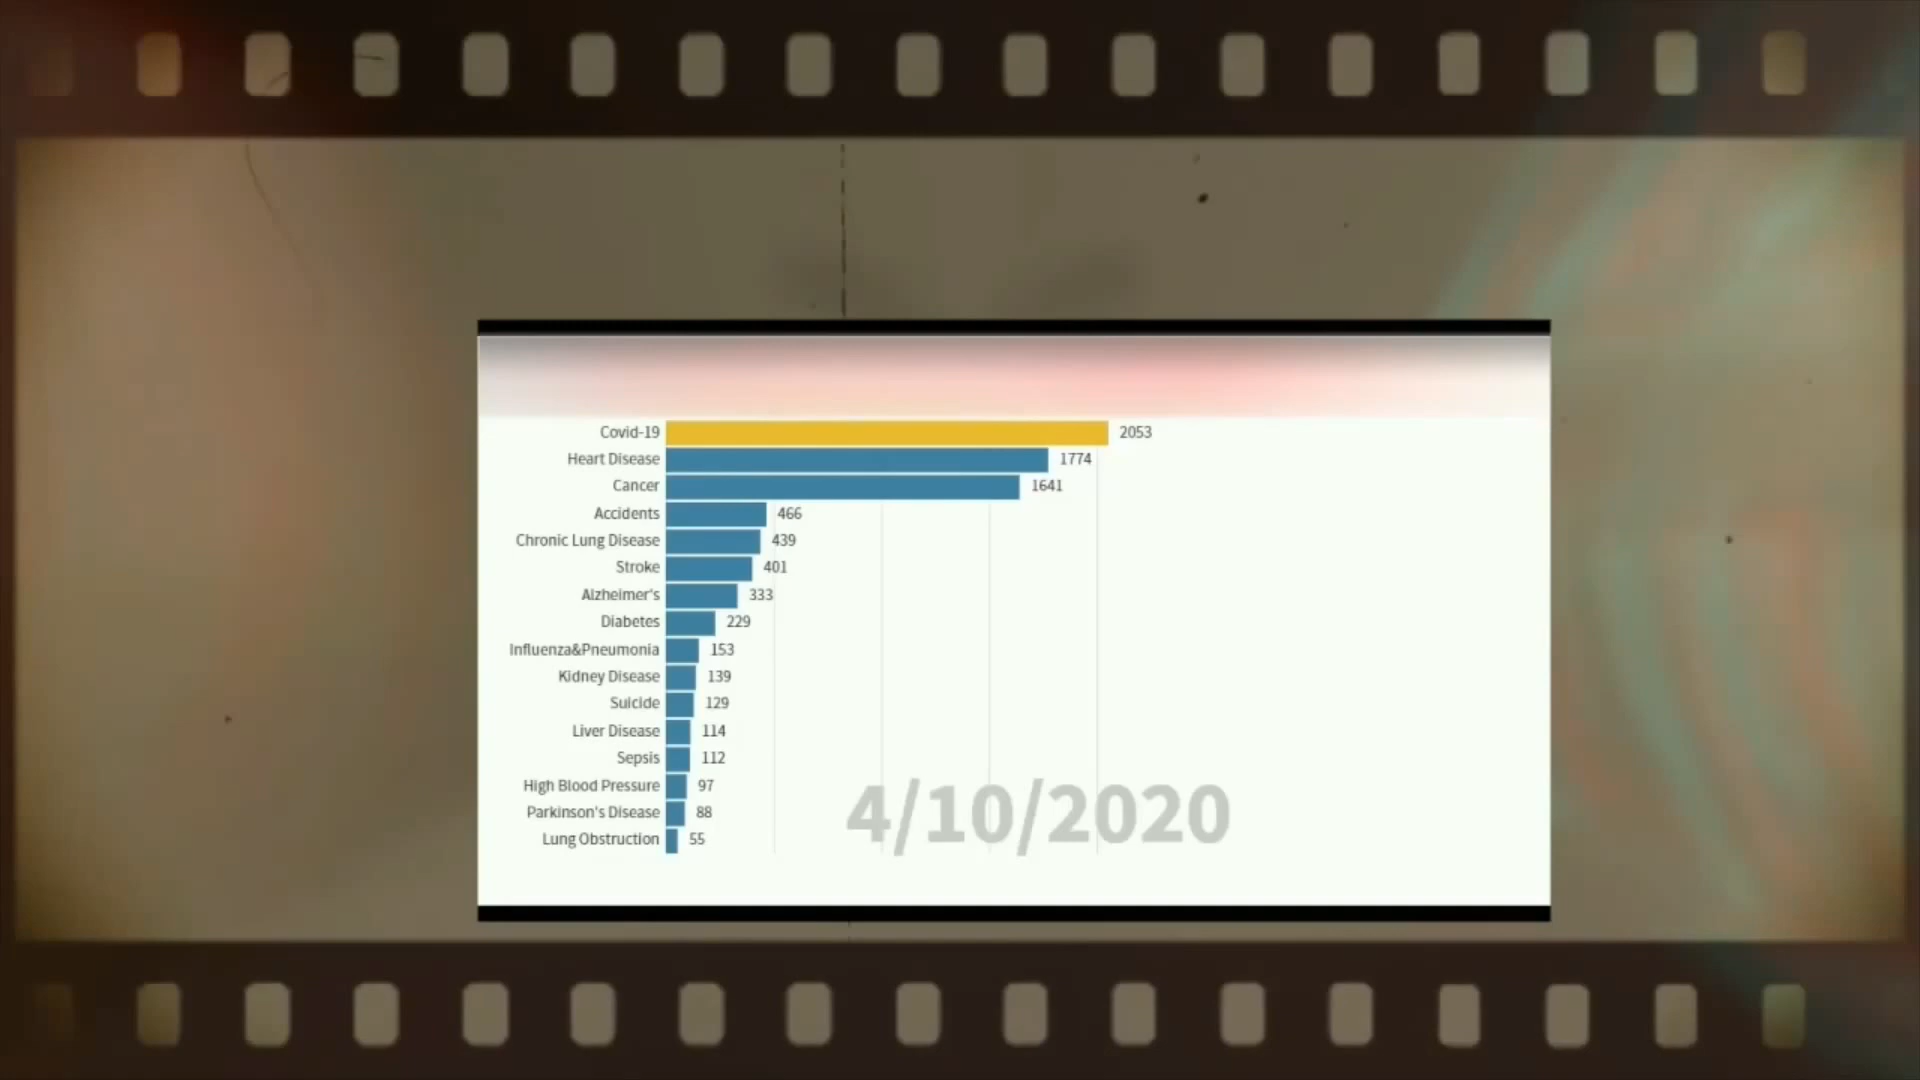 Covid-19 2053
Heart Disease 1774
Cancer 1641
Accidents 466
Chronic Lung Disease 439
Stroke 401
Alzheimer's 333
Diabetes 229
Influenza&Pneumonia 153
Kidney Disease 139
Suicide 129
Liver Disease 114
Sepsis 112
High Blood Pressure 97
Parkinson's Disease 88
Lung Obstruction 55
4/10/2020